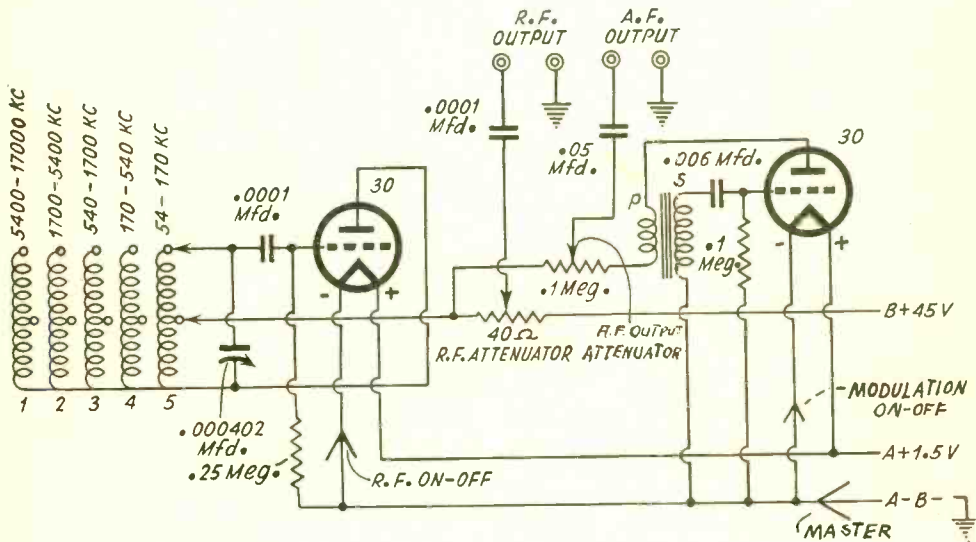 R.F. OUTPUT
A.F. OUTPUT
5400-17000 KC
1700-5400 KC
540-1700 KC
170-540 KC
54-170 KC
.0001 Mfd.
30
.0001 Mfd.
.05 Mfd.
.006 Mfd.
30
P
S
- +
.1 Meg.
- +
.1 Meg.
40Ω
R.F. ATTENUATOR
A.F. OUTPUT ATTENUATOR
B+45V
1 2 3 4 5
.000402 Mfd.
.25 Meg.
R.F. ON-OFF
MODULATION ON-OFF
A+1.5V
A-B-
MASTER